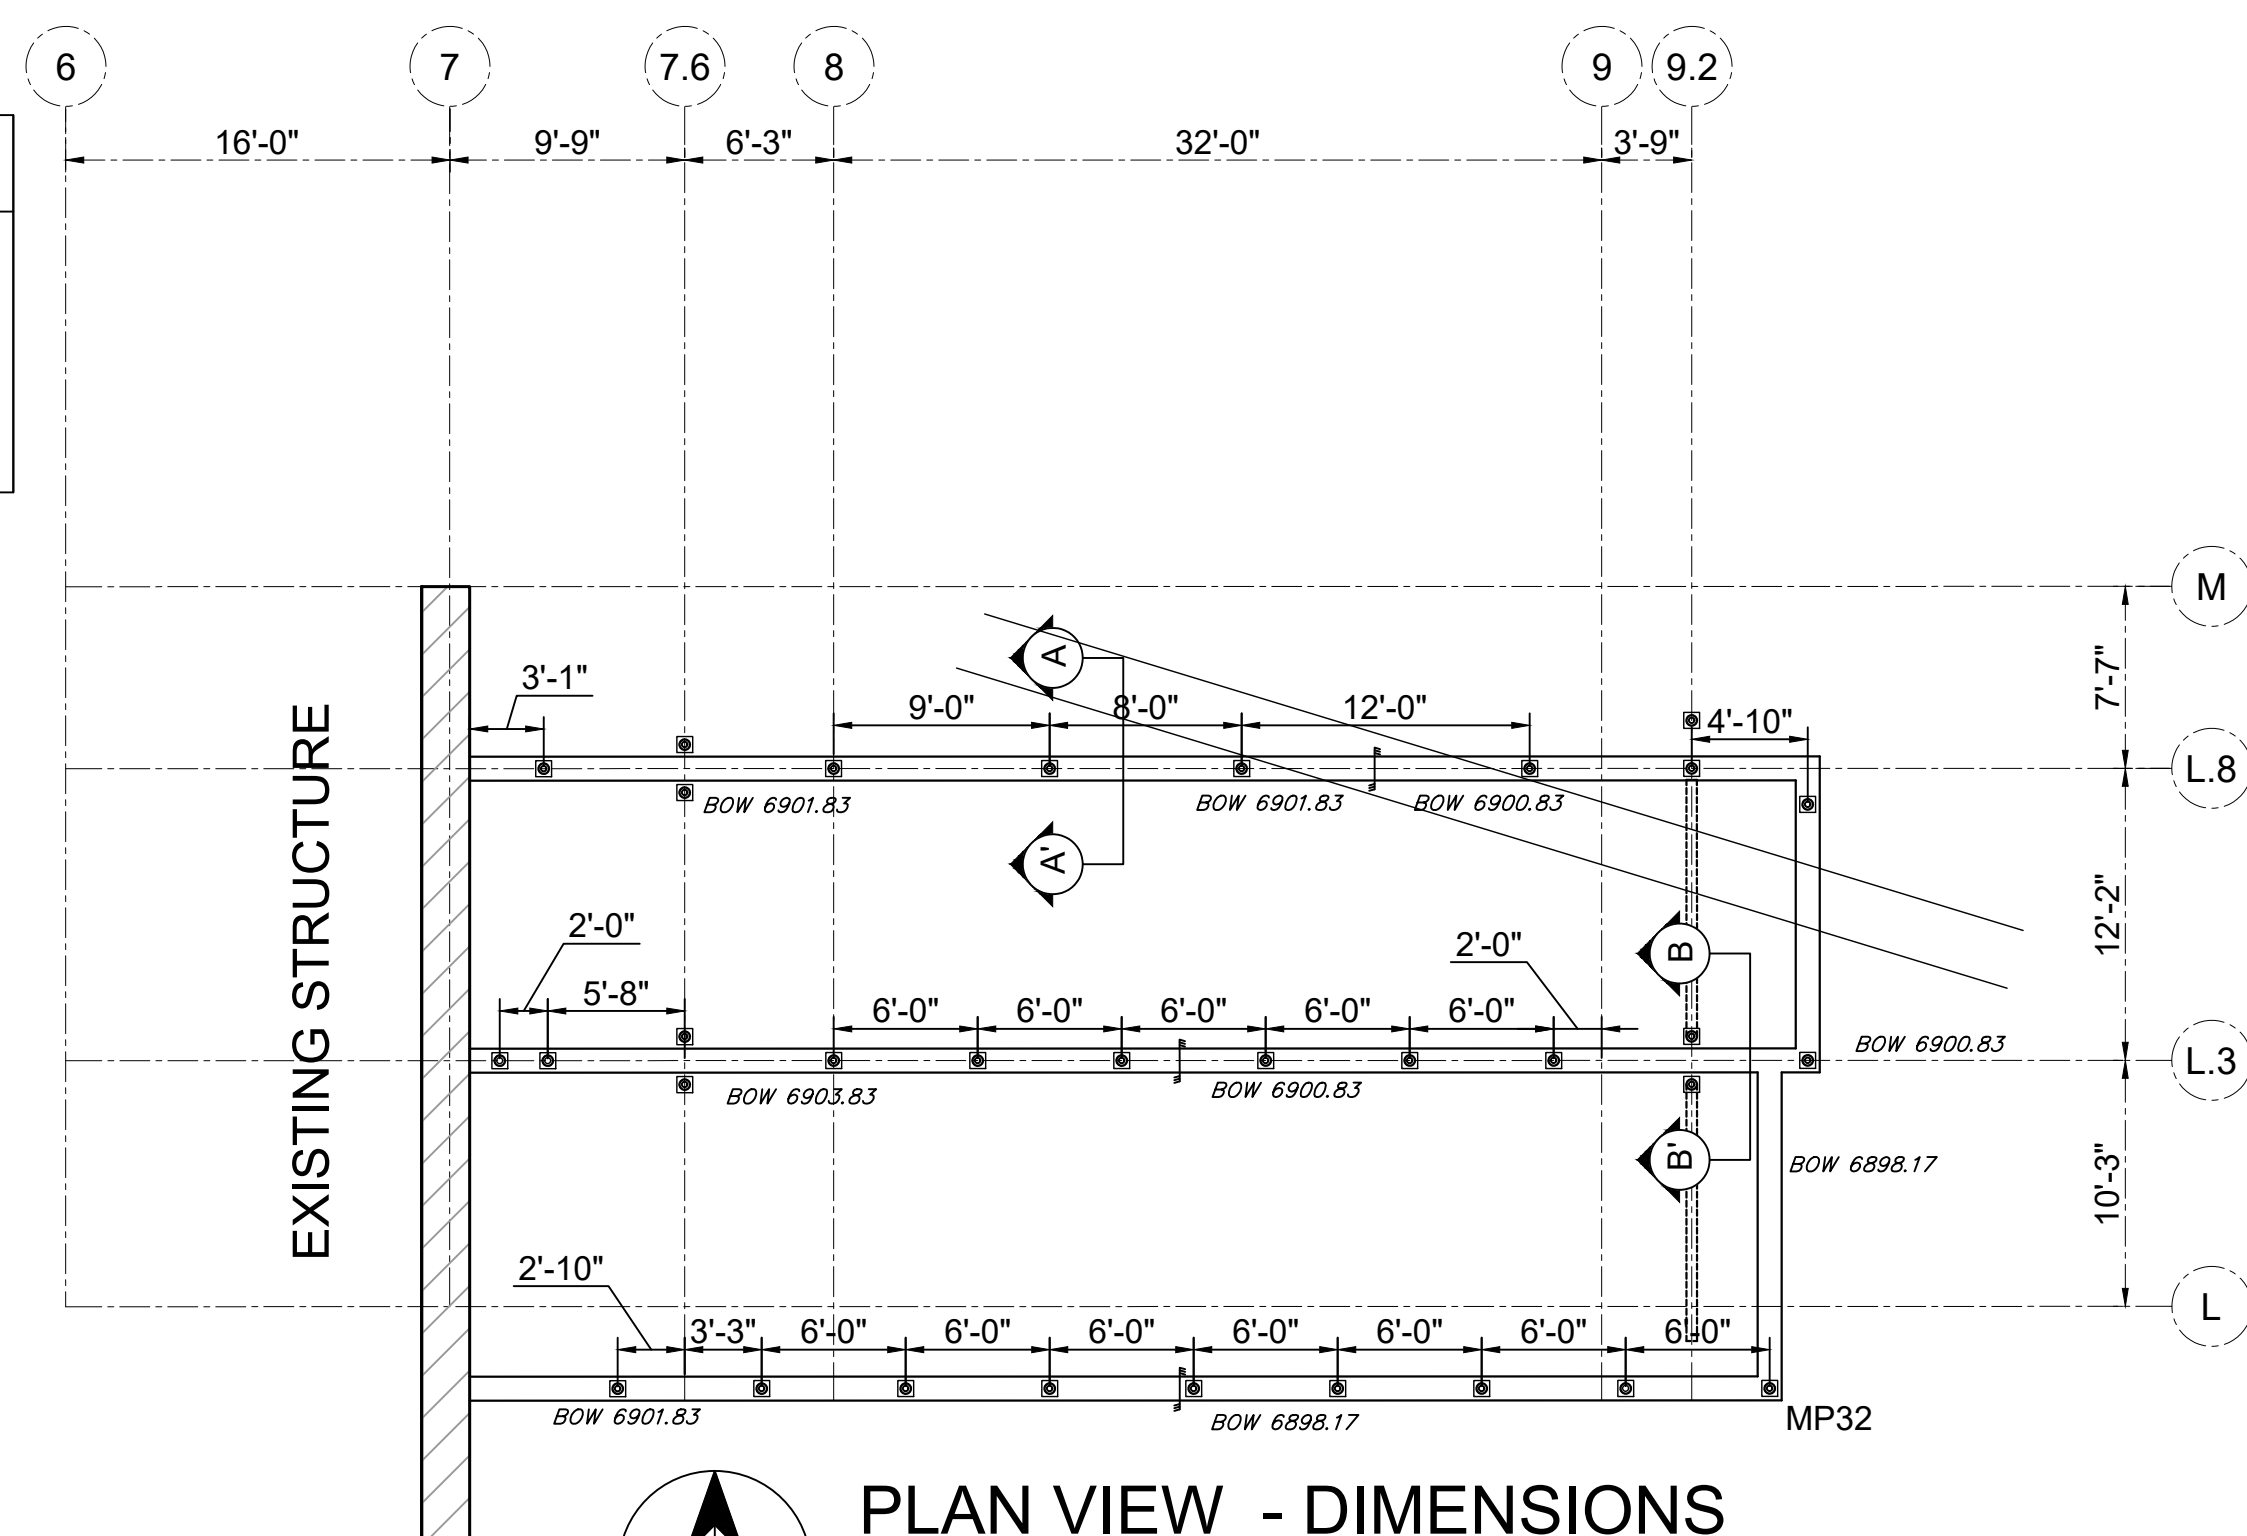 6 7 7.6 8 9 9.2
16'-0" 9'-9" 6'-3" 32'-0" 3'-9"
M
7'-7"
A
3'-1"
9'-0" 8'-0" 12'-0" 4'-10"
L.8
BOW 6901.83 BOW 6901.83 BOW 6900.83
A'
EXISTING STRUCTURE
12'-2"
2'-0" 2'-0" B
5'-8" 6'-0" 6'-0" 6'-0" 6'-0" 6'-0"
BOW 6900.83
L.3
BOW 6903.83 BOW 6900.83
B' BOW 6898.17
10'-3"
2'-10"
L
3'-3" 6'-0" 6'-0" 6'-0" 6'-0" 6'-0" 6'-0" 6'-0"
BOW 6901.83 BOW 6898.17 MP32
PLAN VIEW - DIMENSIONS